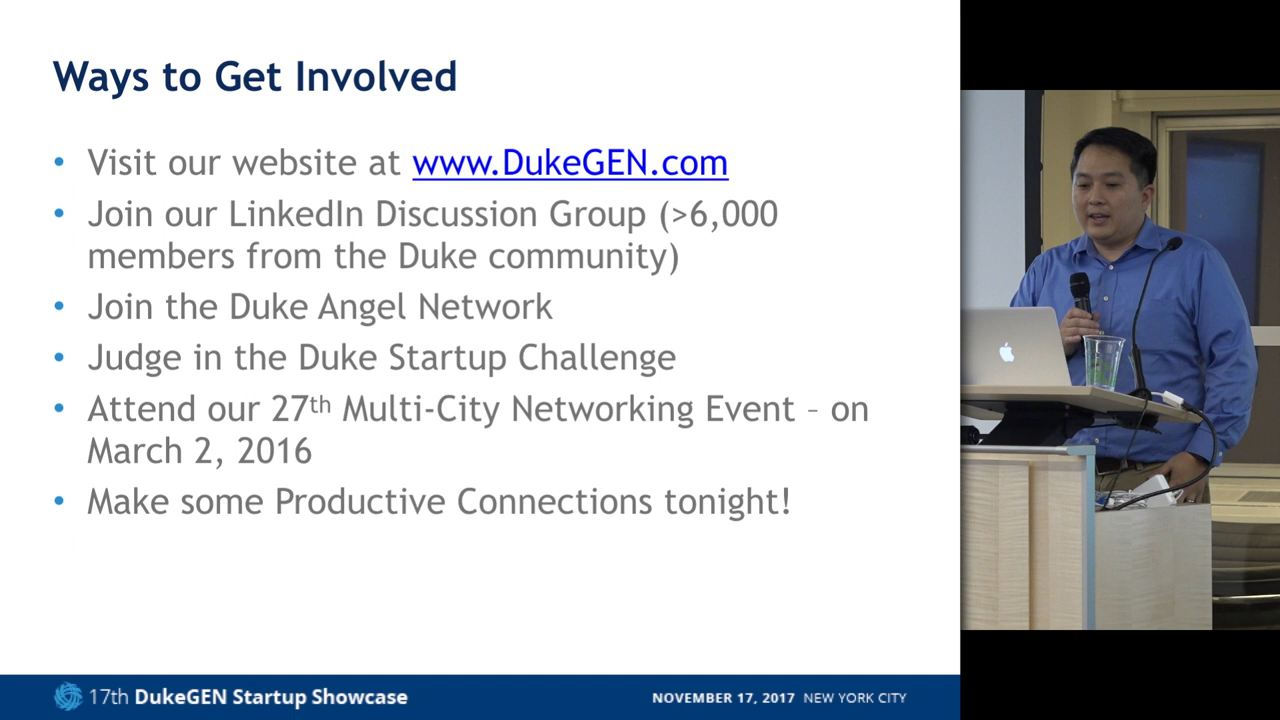 Ways to Get Involved
• Visit our website at www.DukeGEN.com
• Join our LinkedIn Discussion Group (>6,000
members from the Duke community)
• Join the Duke Angel Network
• Judge in the Duke Startup Challenge
• Attend our 27th Multi-City Networking Event – on
March 2, 2016
• Make some Productive Connections tonight!
17th DukeGEN Startup Showcase
NOVEMBER 17, 2017 NEW YORK CITY